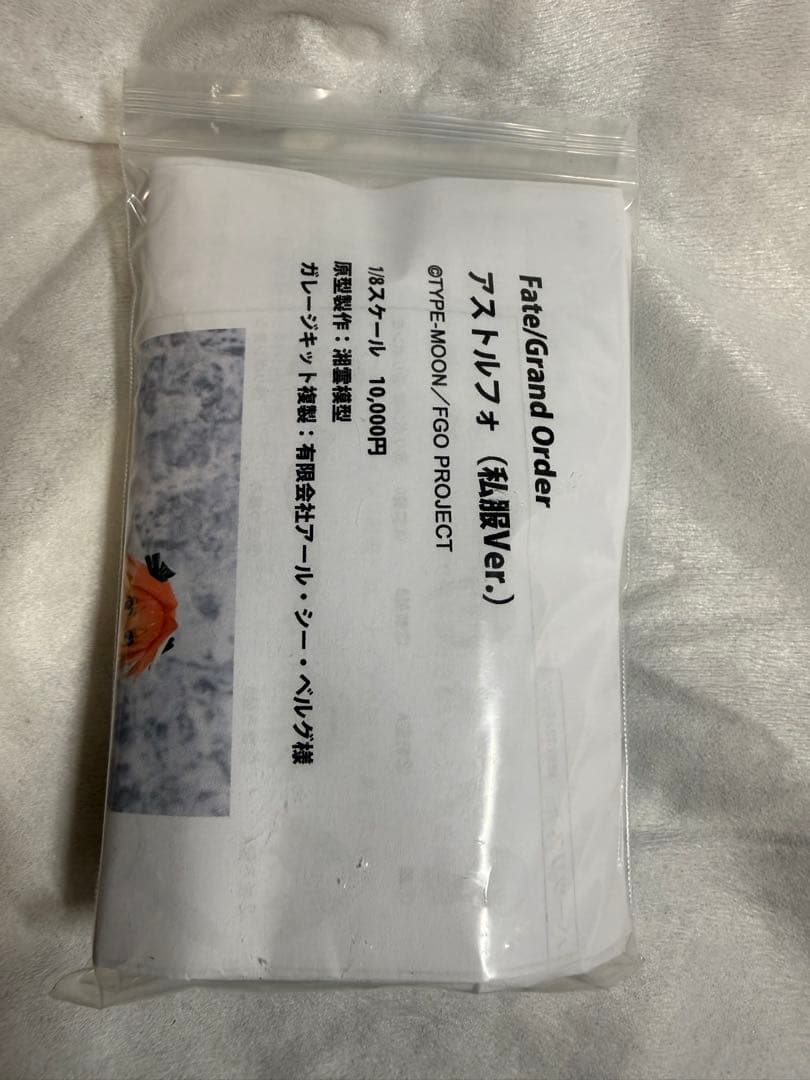 Fate/Grand Order
アストルフォ（私服Ver.）
©TYPE-MOON／FGO PROJECT
1/8スケール　10,000円
原型製作：湘雲模型
ガレージキット複製：有限会社アール・シー・ベルグ様